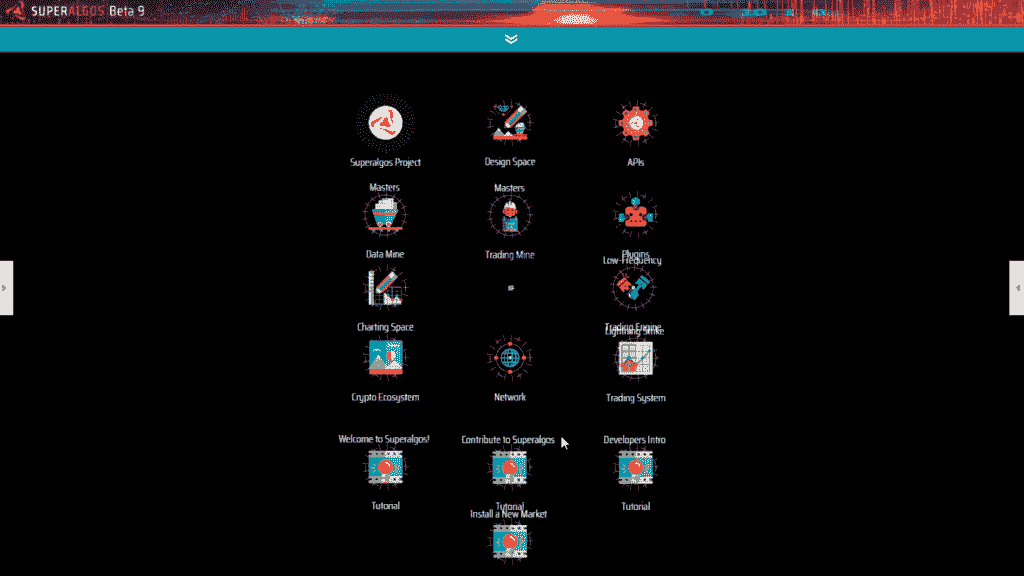 SUPERALGOS Beta 9
Superalgos Project
Design Space
APIs
Masters
Masters
Data Mine
Trading Mine
Plugins
Low-Frequency
Charting Space
Trading Engine
Lightning Strike
Crypto Ecosystem
Network
Trading System
Welcome to Superalgos!
Contribute to Superalgos
Developers Intro
Tutorial
Tutorial
Tutorial
Install a New Market